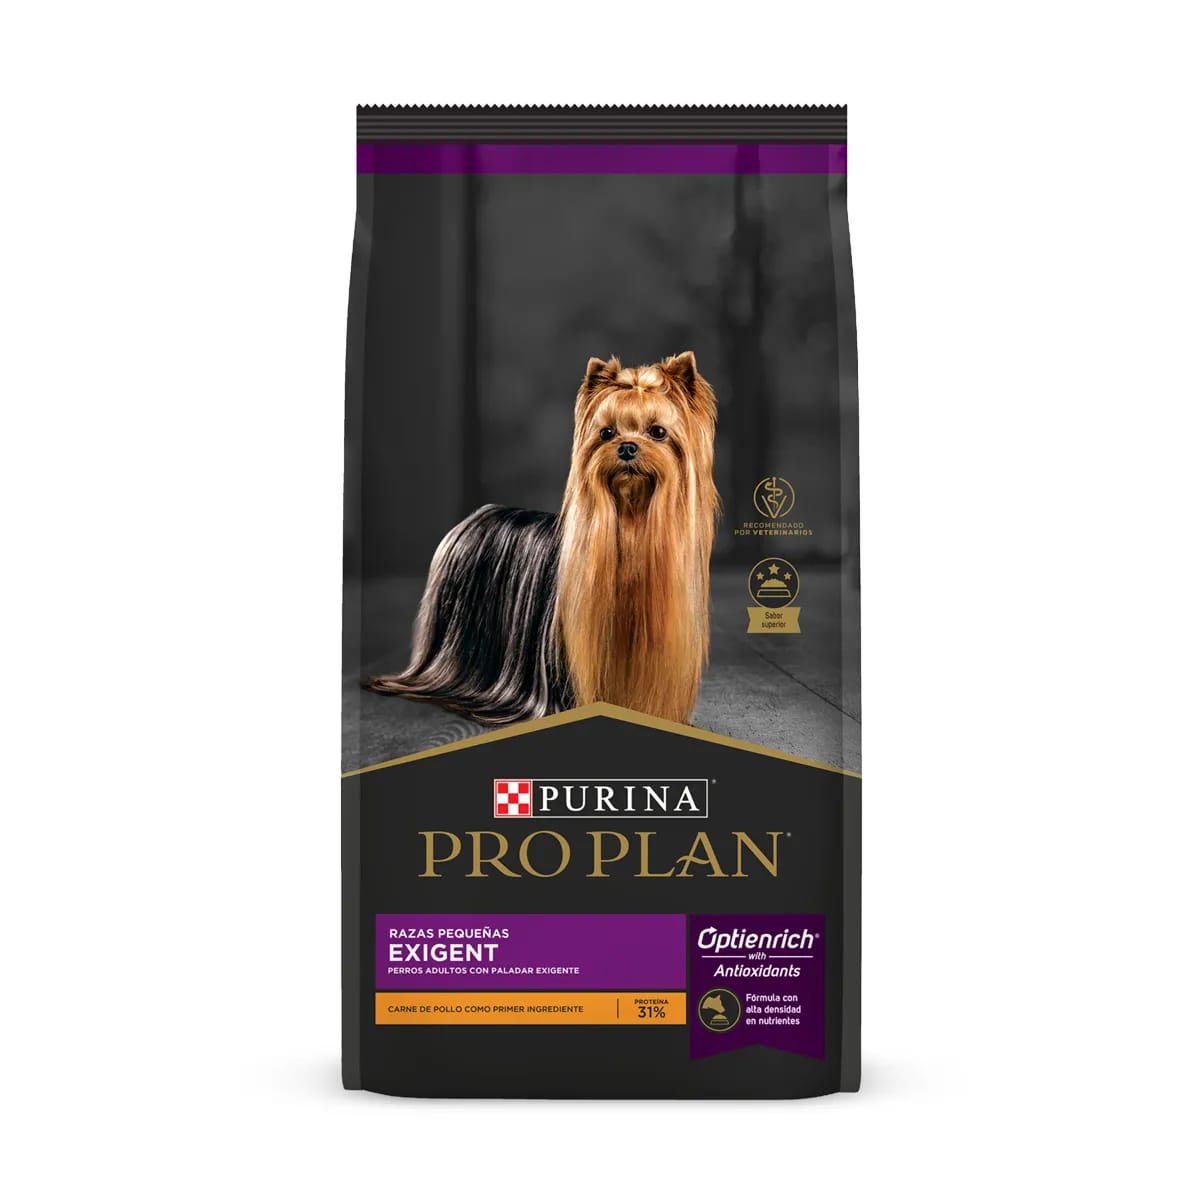 RECOMENDADO
POR VETERINARIOS
Sabor
superior
PURINA®
PRO PLAN®
RAZAS PEQUEÑAS
EXIGENT
PERROS ADULTOS CON PALADAR EXIGENTE
CARNE DE POLLO COMO PRIMER INGREDIENTE
PROTEÍNA
31%
Optienrich®
with
Antioxidants
Fórmula con
alta densidad
en nutrientes